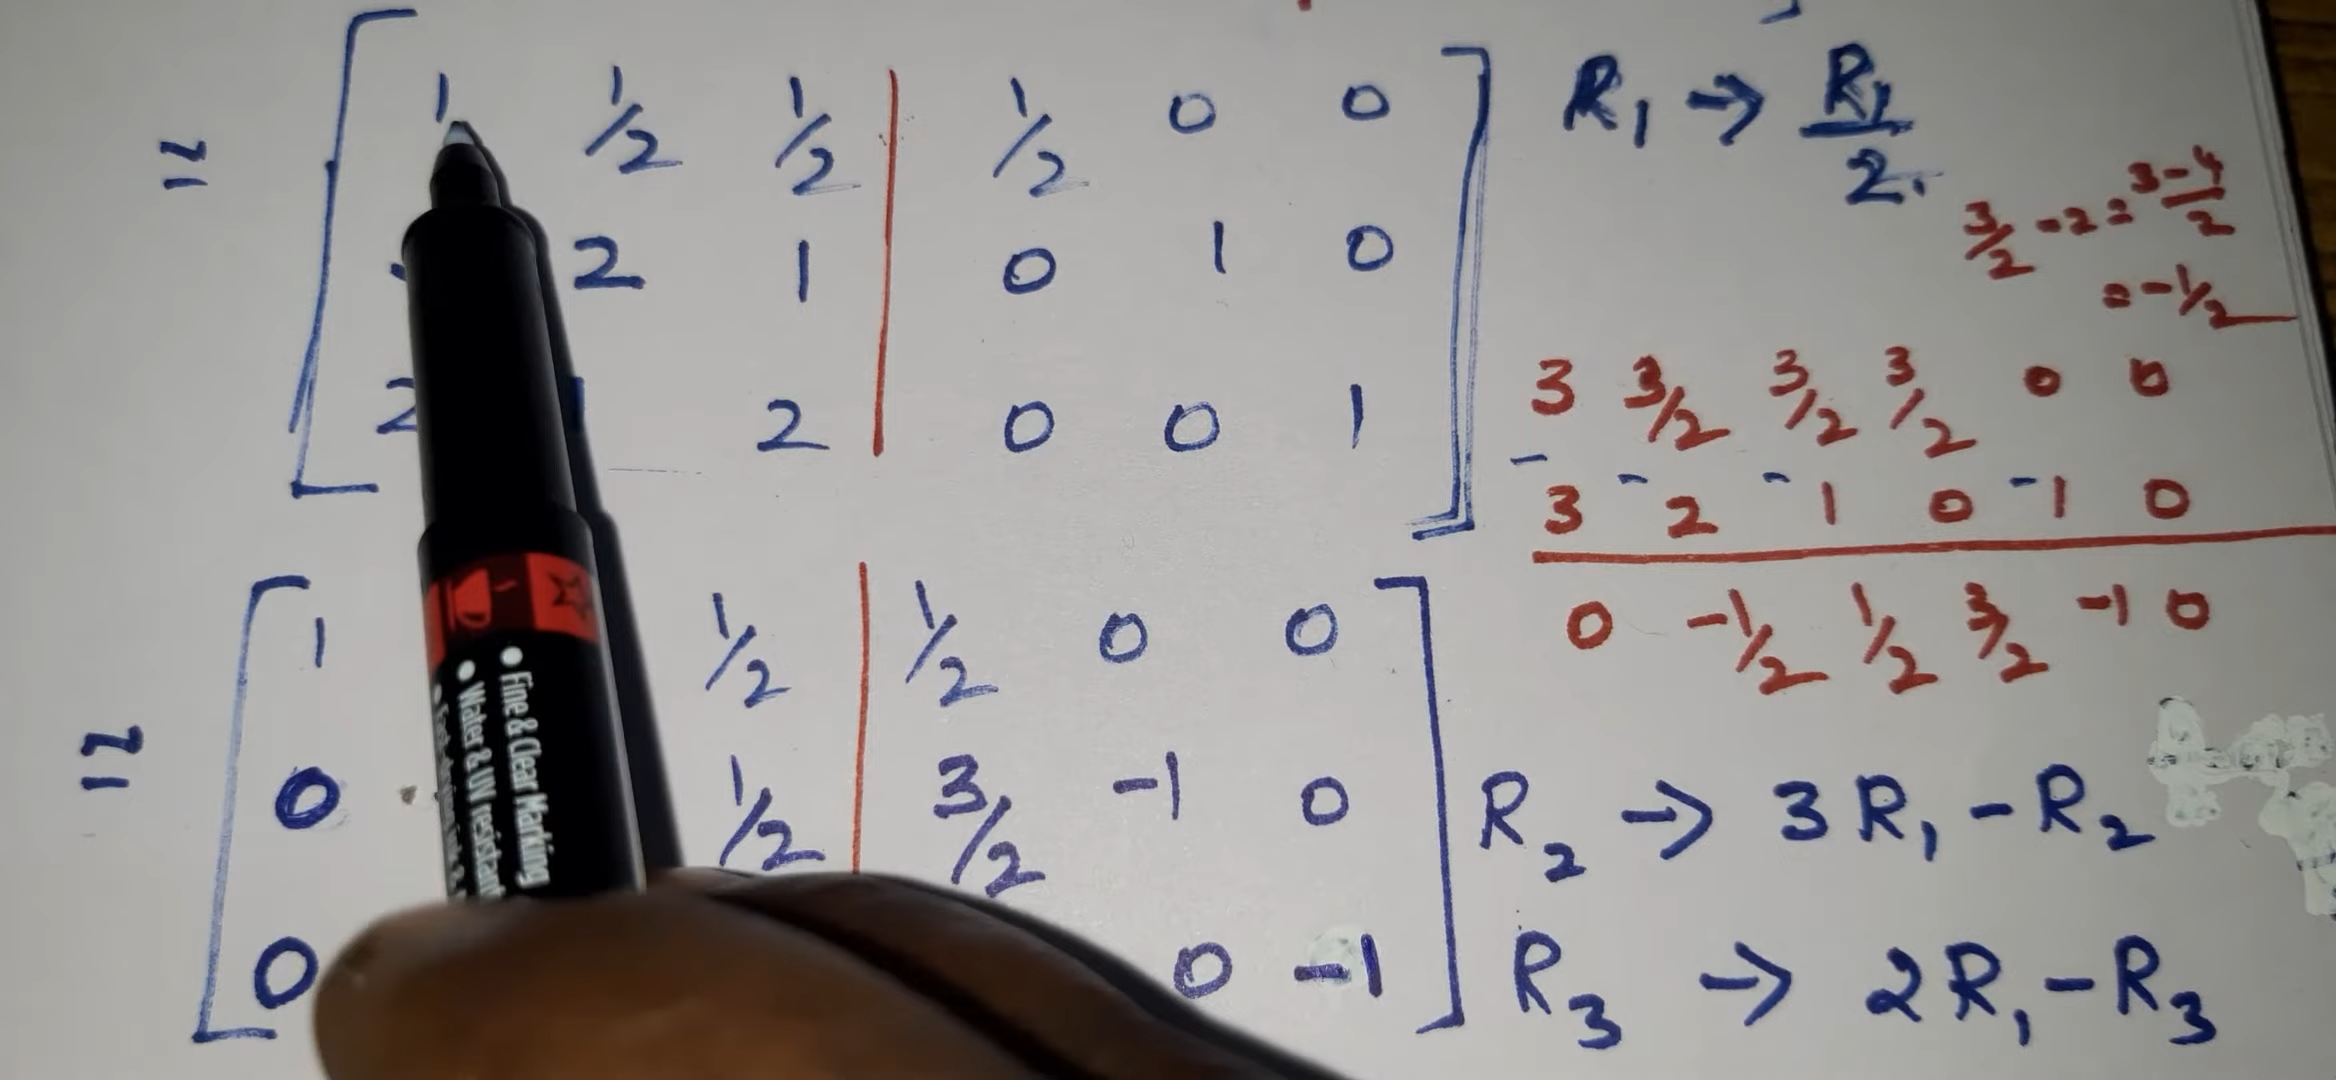 ≈ [ 1 1/2 1/2 | 1/2 0 0 ] R₁ → R₁/2.
3/2 - 2 = 3-4/2
= -1/2
2 1 | 0 1 0
2 2 | 0 0 1
3 3/2 3/2 3/2 0 0
- 3 - 2 - 1 0 - 1 0
0 -1/2 1/2 3/2 -1 0
≈ [ 1 1/2 | 1/2 0 0 ]
0 1/2 | 3/2 -1 0 R₂ → 3R₁ - R₂
0 0 -1 R₃ → 2R₁ - R₃
• Fine & Clear Marking
• Water & UV resistant